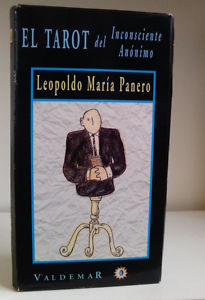 EL TAROT del Inconsciente
Anónimo
Leopoldo María Panero
VALDEMAR